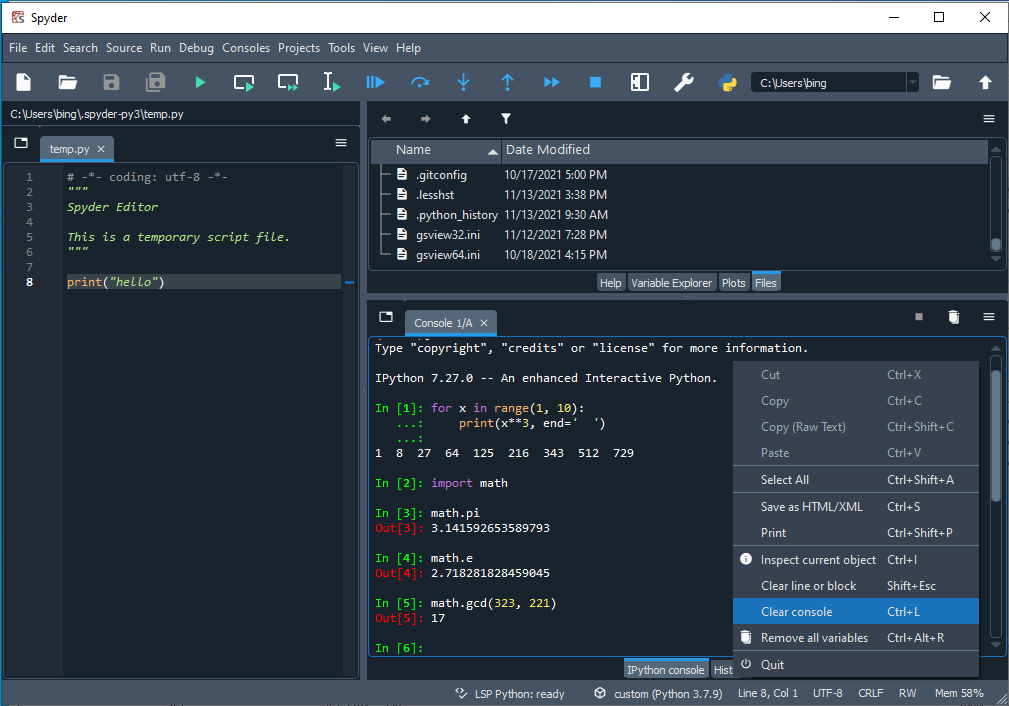 Spyder
File Edit Search Source Run Debug Consoles Projects Tools View Help
C:\Users\bing
C:\Users\bing\.spyder-py3\temp.py
temp.py
1 # -*- coding: utf-8 -*-
2 """
3 Spyder Editor
4
5 This is a temporary script file.
6 """
7
8 print("hello")
Name Date Modified
.gitconfig 10/17/2021 5:00 PM
.lesshst 11/13/2021 3:38 PM
.python_history 11/13/2021 9:30 AM
gsview32.ini 11/12/2021 7:28 PM
gsview64.ini 10/18/2021 4:15 PM
Help Variable Explorer Plots Files
Console 1/A
Type "copyright", "credits" or "license" for more information.
IPython 7.27.0 -- An enhanced Interactive Python.
In [1]: for x in range(1, 10):
...:     print(x**3, end='  ')
...:
1  8  27  64  125  216  343  512  729
In [2]: import math
In [3]: math.pi
Out[3]: 3.141592653589793
In [4]: math.e
Out[4]: 2.718281828459045
In [5]: math.gcd(323, 221)
Out[5]: 17
In [6]:
Cut Ctrl+X
Copy Ctrl+C
Copy (Raw Text) Ctrl+Shift+C
Paste Ctrl+V
Select All Ctrl+Shift+A
Save as HTML/XML Ctrl+S
Print Ctrl+Shift+P
Inspect current object Ctrl+I
Clear line or block Shift+Esc
Clear console Ctrl+L
Remove all variables Ctrl+Alt+R
Quit
IPython console Hist
LSP Python: ready custom (Python 3.7.9) Line 8, Col 1 UTF-8 CRLF RW Mem 58%